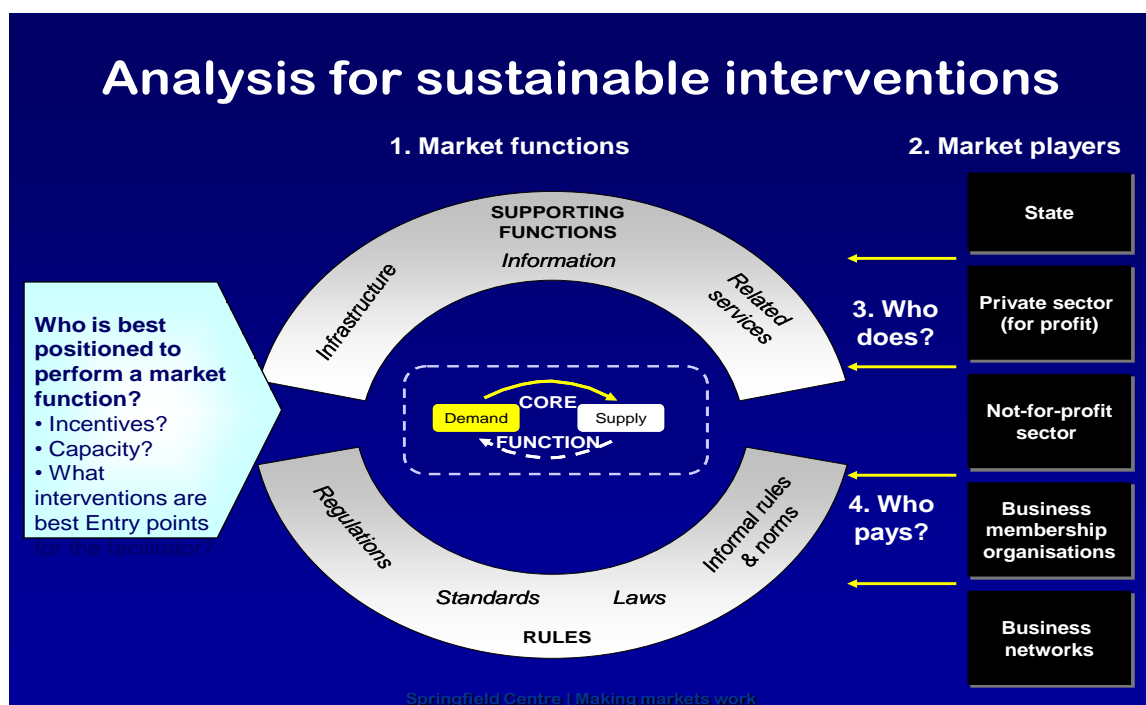 Analysis for sustainable interventions
1. Market functions
2. Market players
SUPPORTING
FUNCTIONS
Information
Infrastructure
Related
services
Who is best
positioned to
perform a market
function?
• Incentives?
• Capacity?
• What
interventions are
best Entry points
for the facilitator?
CORE
Demand
Supply
FUNCTION
Regulations
Standards
Laws
Informal rules
& norms
RULES
3. Who
does?
4. Who
pays?
State
Private sector
(for profit)
Not-for-profit
sector
Business
membership
organisations
Business
networks
Springfield Centre | Making markets work